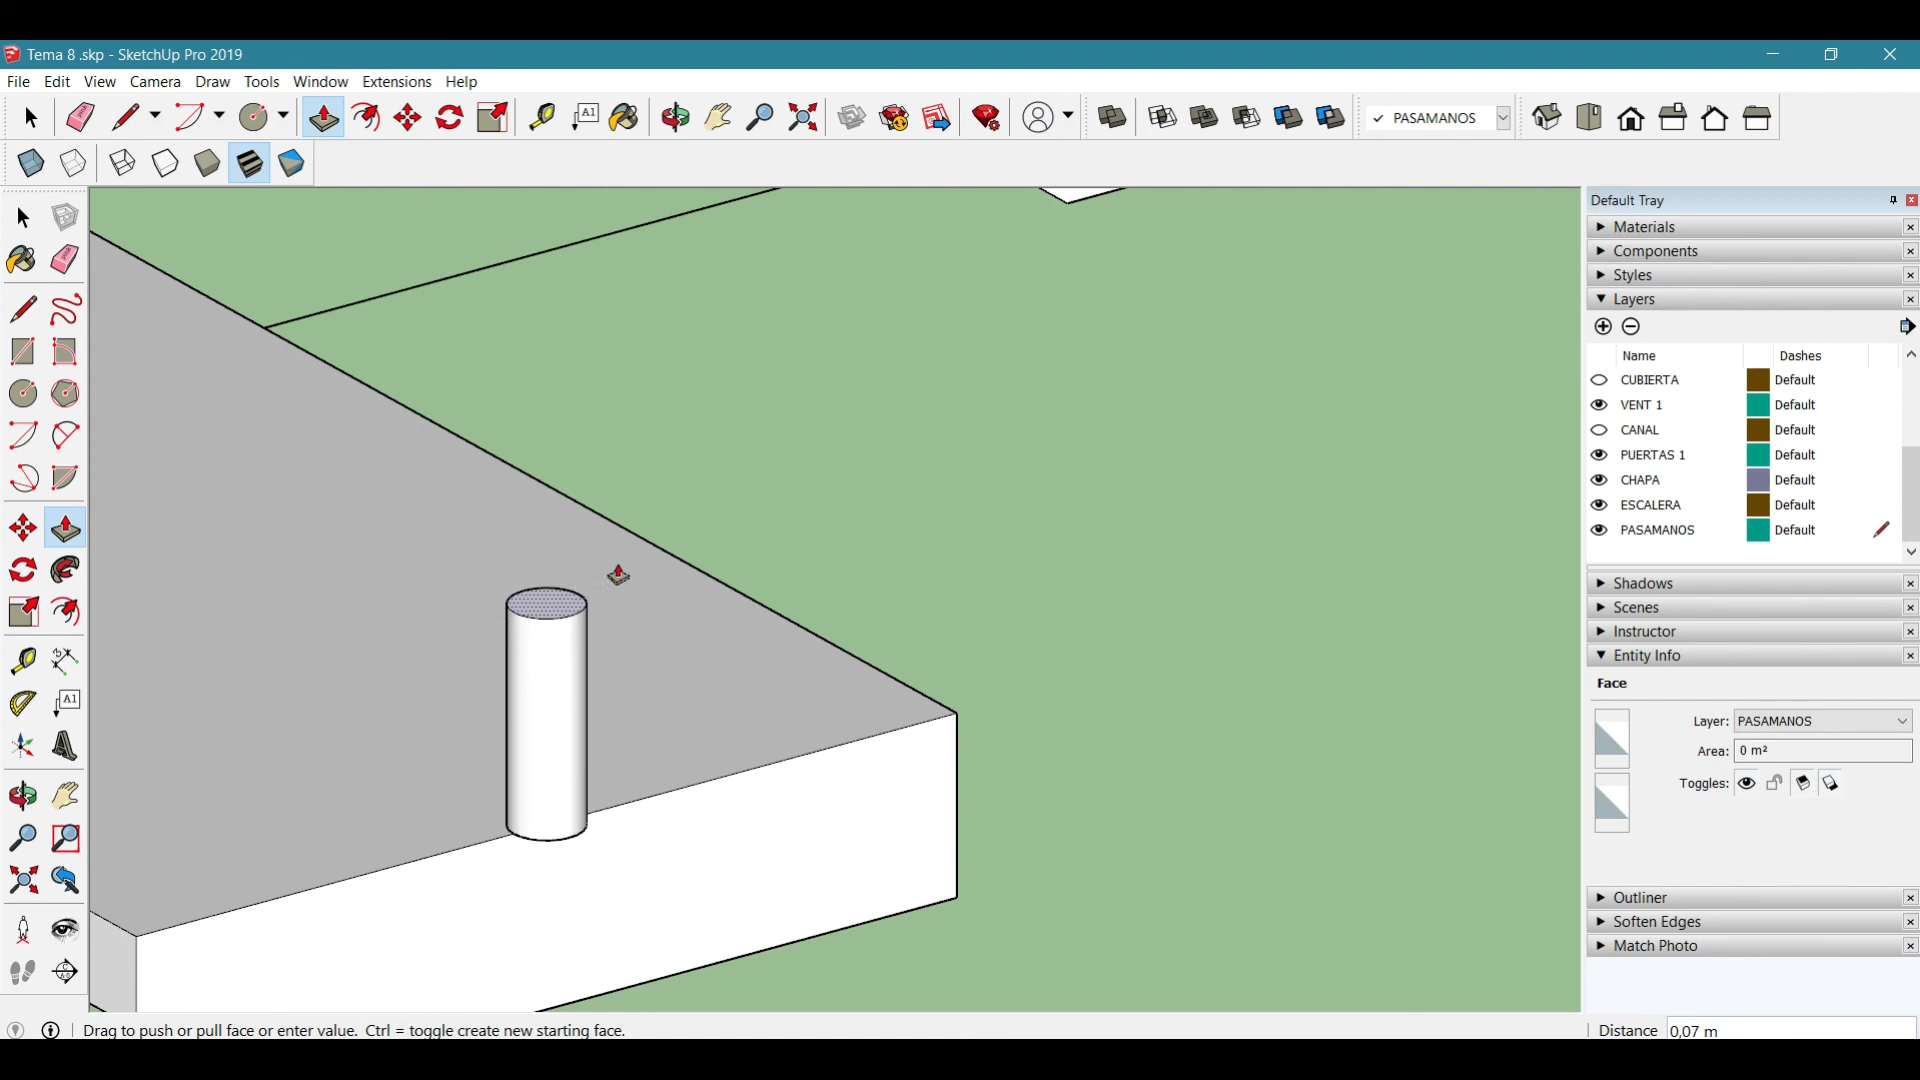 Tema 8 .skp - SketchUp Pro 2019
File Edit View Camera Draw Tools Window Extensions Help
A1
✓ PASAMANOS
Default Tray
Materials
Components
Styles
Layers
Name Dashes
CUBIERTA Default
VENT 1 Default
CANAL Default
PUERTAS 1 Default
CHAPA Default
ESCALERA Default
PASAMANOS Default
Shadows
Scenes
Instructor
Entity Info
Face
A1
Layer: PASAMANOS
Area: 0 m²
Toggles:
Outliner
Soften Edges
Match Photo
Drag to push or pull face or enter value. Ctrl = toggle create new starting face.
Distance 0,07 m